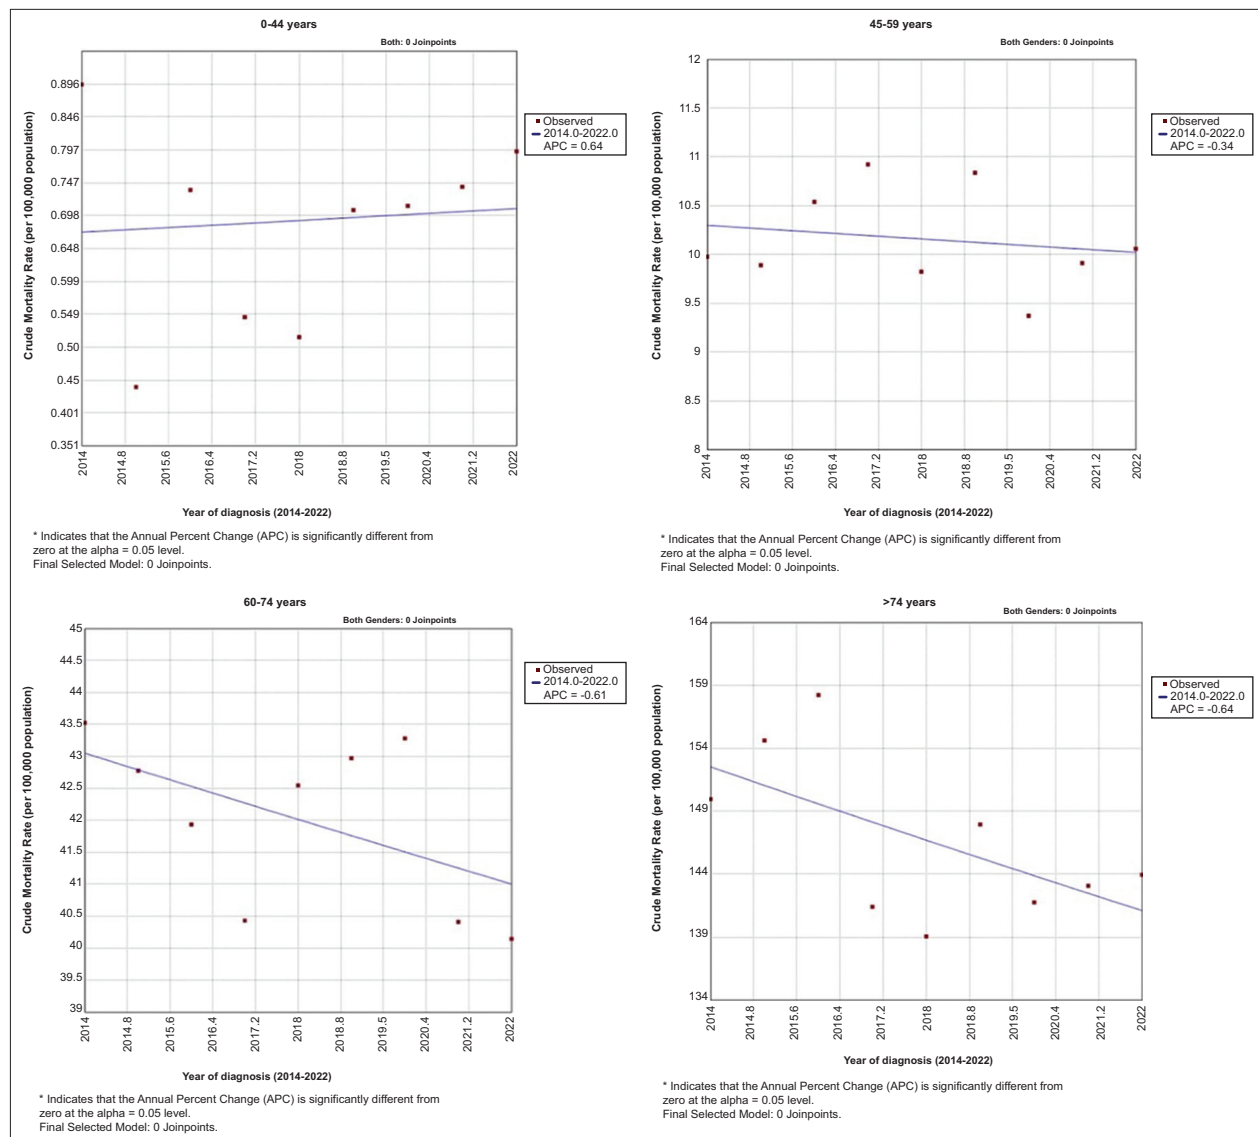 0-44 years
Both: 0 Joinpoints
Crude Mortality Rate (per 100,000 population)
0.896
0.846
0.797
0.747
0.698
0.648
0.599
0.549
0.50
0.45
0.401
0.351
2014
2014.8
2015.6
2016.4
2017.2
2018
2018.8
2019.5
2020.4
2021.2
2022
Year of diagnosis (2014-2022)
Observed
2014.0-2022.0
APC = 0.64
* Indicates that the Annual Percent Change (APC) is significantly different from
zero at the alpha = 0.05 level.
Final Selected Model: 0 Joinpoints.
45-59 years
Both Genders: 0 Joinpoints
Crude Mortality Rate (per 100,000 population)
12
11.5
11
10.5
10
9.5
9
8.5
8
2014
2014.8
2015.6
2016.4
2017.2
2018
2018.8
2019.5
2020.4
2021.2
2022
Year of diagnosis (2014-2022)
Observed
2014.0-2022.0
APC = -0.34
* Indicates that the Annual Percent Change (APC) is significantly different from
zero at the alpha = 0.05 level.
Final Selected Model: 0 Joinpoints.
60-74 years
Both Genders: 0 Joinpoints
Crude Mortality Rate (per 100,000 population)
45
44.5
44
43.5
43
42.5
42
41.5
41
40.5
40
39.5
39
2014
2014.8
2015.6
2016.4
2017.2
2018
2018.8
2019.5
2020.4
2021.2
2022
Year of diagnosis (2014-2022)
Observed
2014.0-2022.0
APC = -0.61
* Indicates that the Annual Percent Change (APC) is significantly different from
zero at the alpha = 0.05 level.
Final Selected Model: 0 Joinpoints.
>74 years
Both Genders: 0 Joinpoints
Crude Mortality Rate (per 100,000 population)
164
159
154
149
144
139
134
2014
2014.8
2015.6
2016.4
2017.2
2018
2018.8
2019.5
2020.4
2021.2
2022
Year of diagnosis (2014-2022)
Observed
2014.0-2022.0
APC = -0.64
* Indicates that the Annual Percent Change (APC) is significantly different from
zero at the alpha = 0.05 level.
Final Selected Model: 0 Joinpoints.